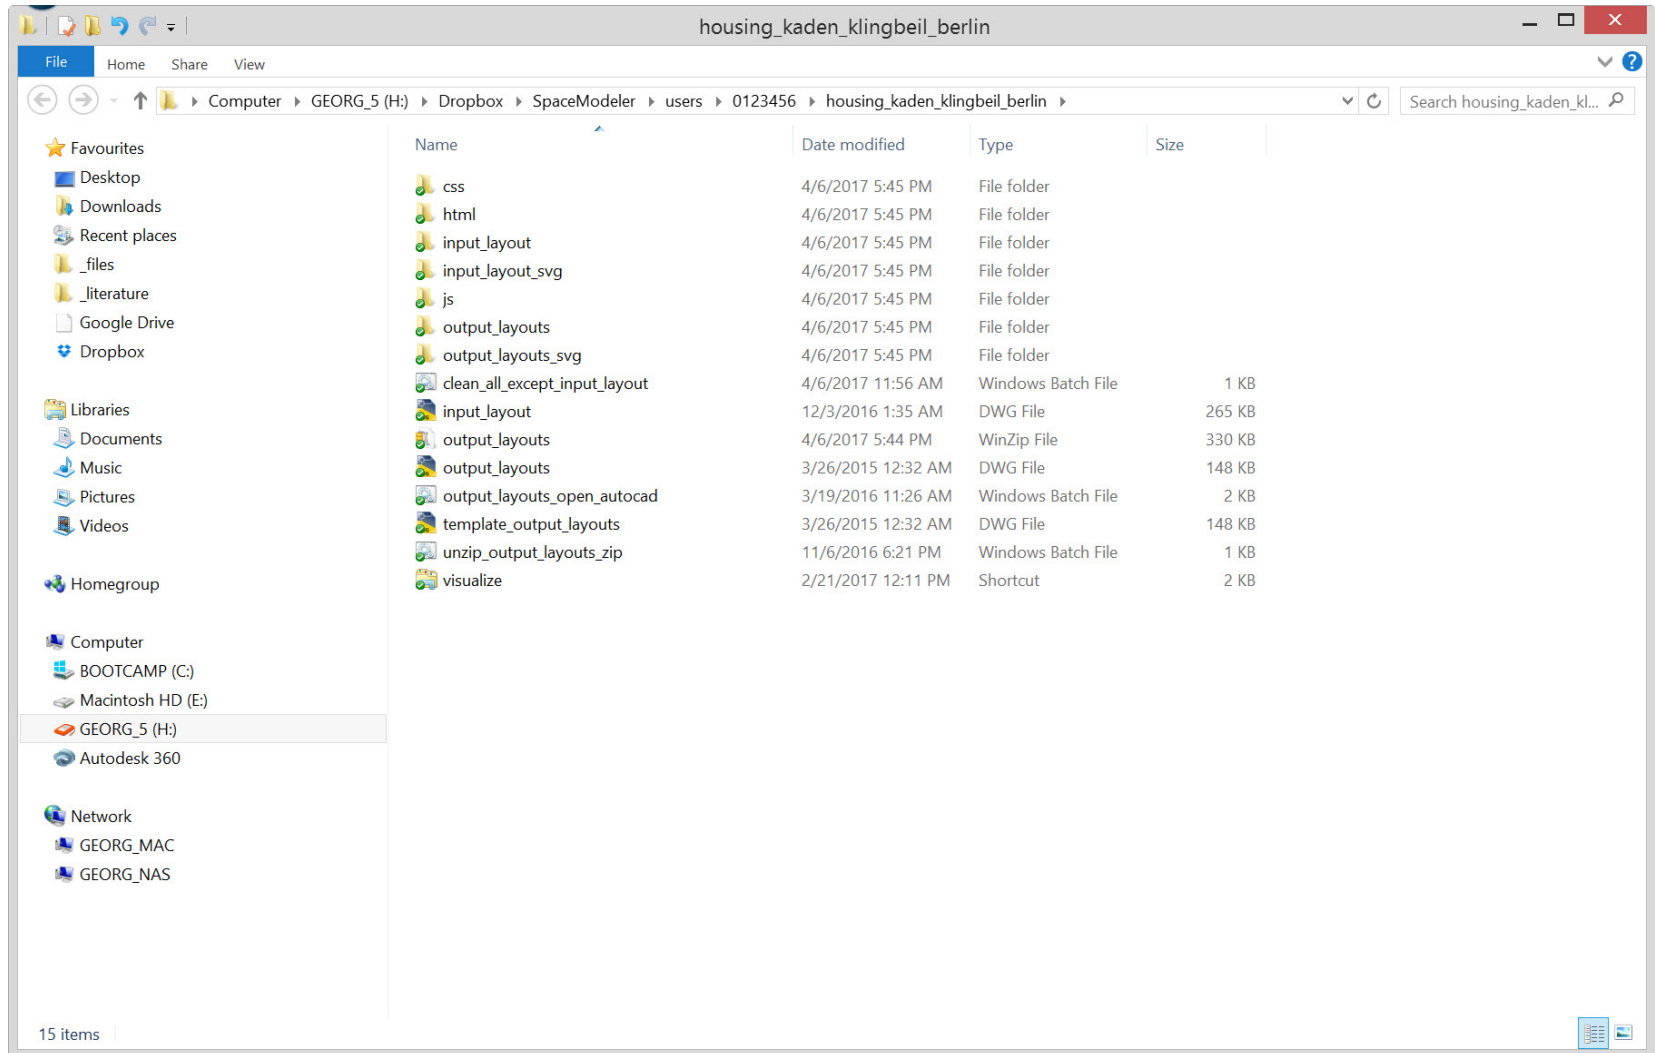 housing_kaden_klingbeil_berlin
File Home Share View
Computer GEORG_5 (H:) Dropbox SpaceModeler users 0123456 housing_kaden_klingbeil_berlin Search housing_kaden_kl...
Favourites
Desktop
Downloads
Recent places
_files
_literature
Google Drive
Dropbox
Libraries
Documents
Music
Pictures
Videos
Homegroup
Computer
BOOTCAMP (C:)
Macintosh HD (E:)
GEORG_5 (H:)
Autodesk 360
Network
GEORG_MAC
GEORG_NAS
Name Date modified Type Size
css 4/6/2017 5:45 PM File folder
html 4/6/2017 5:45 PM File folder
input_layout 4/6/2017 5:45 PM File folder
input_layout_svg 4/6/2017 5:45 PM File folder
js 4/6/2017 5:45 PM File folder
output_layouts 4/6/2017 5:45 PM File folder
output_layouts_svg 4/6/2017 5:45 PM File folder
clean_all_except_input_layout 4/6/2017 11:56 AM Windows Batch File 1 KB
input_layout 12/3/2016 1:35 AM DWG File 265 KB
output_layouts 4/6/2017 5:44 PM WinZip File 330 KB
output_layouts 3/26/2015 12:32 AM DWG File 148 KB
output_layouts_open_autocad 3/19/2016 11:26 AM Windows Batch File 2 KB
template_output_layouts 3/26/2015 12:32 AM DWG File 148 KB
unzip_output_layouts_zip 11/6/2016 6:21 PM Windows Batch File 1 KB
visualize 2/21/2017 12:11 PM Shortcut 2 KB
15 items